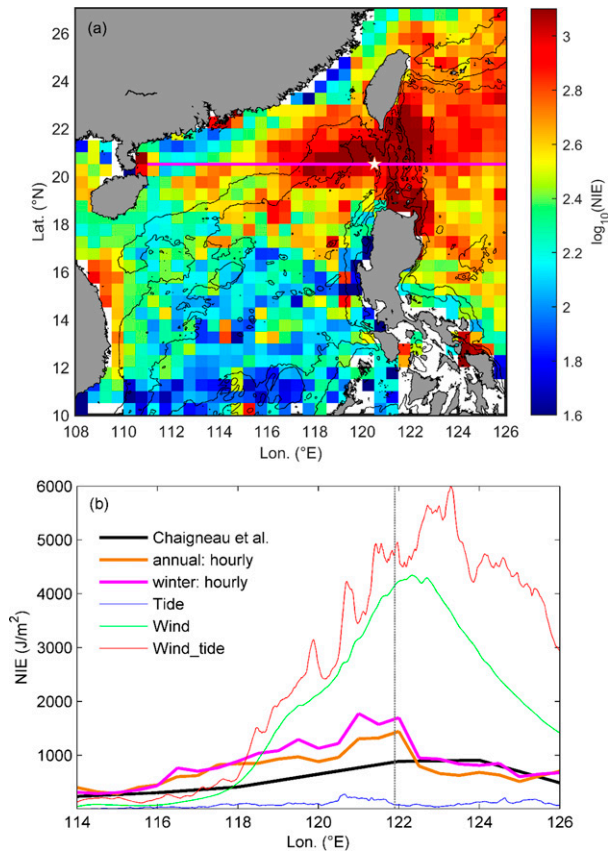 (a)
26
24
22
20
18
16
14
12
10
Lat. (°N)
108 110 112 114 116 118 120 122 124 126
Lon. (°E)
3
2.8
2.6
2.4
2.2
2
1.8
1.6
log10(NIE)
(b)
6000
5000
4000
3000
2000
1000
NIE (J/m²)
Chaigneau et al.
annual: hourly
winter: hourly
Tide
Wind
Wind_tide
114 116 118 120 122 124 126
Lon. (°E)